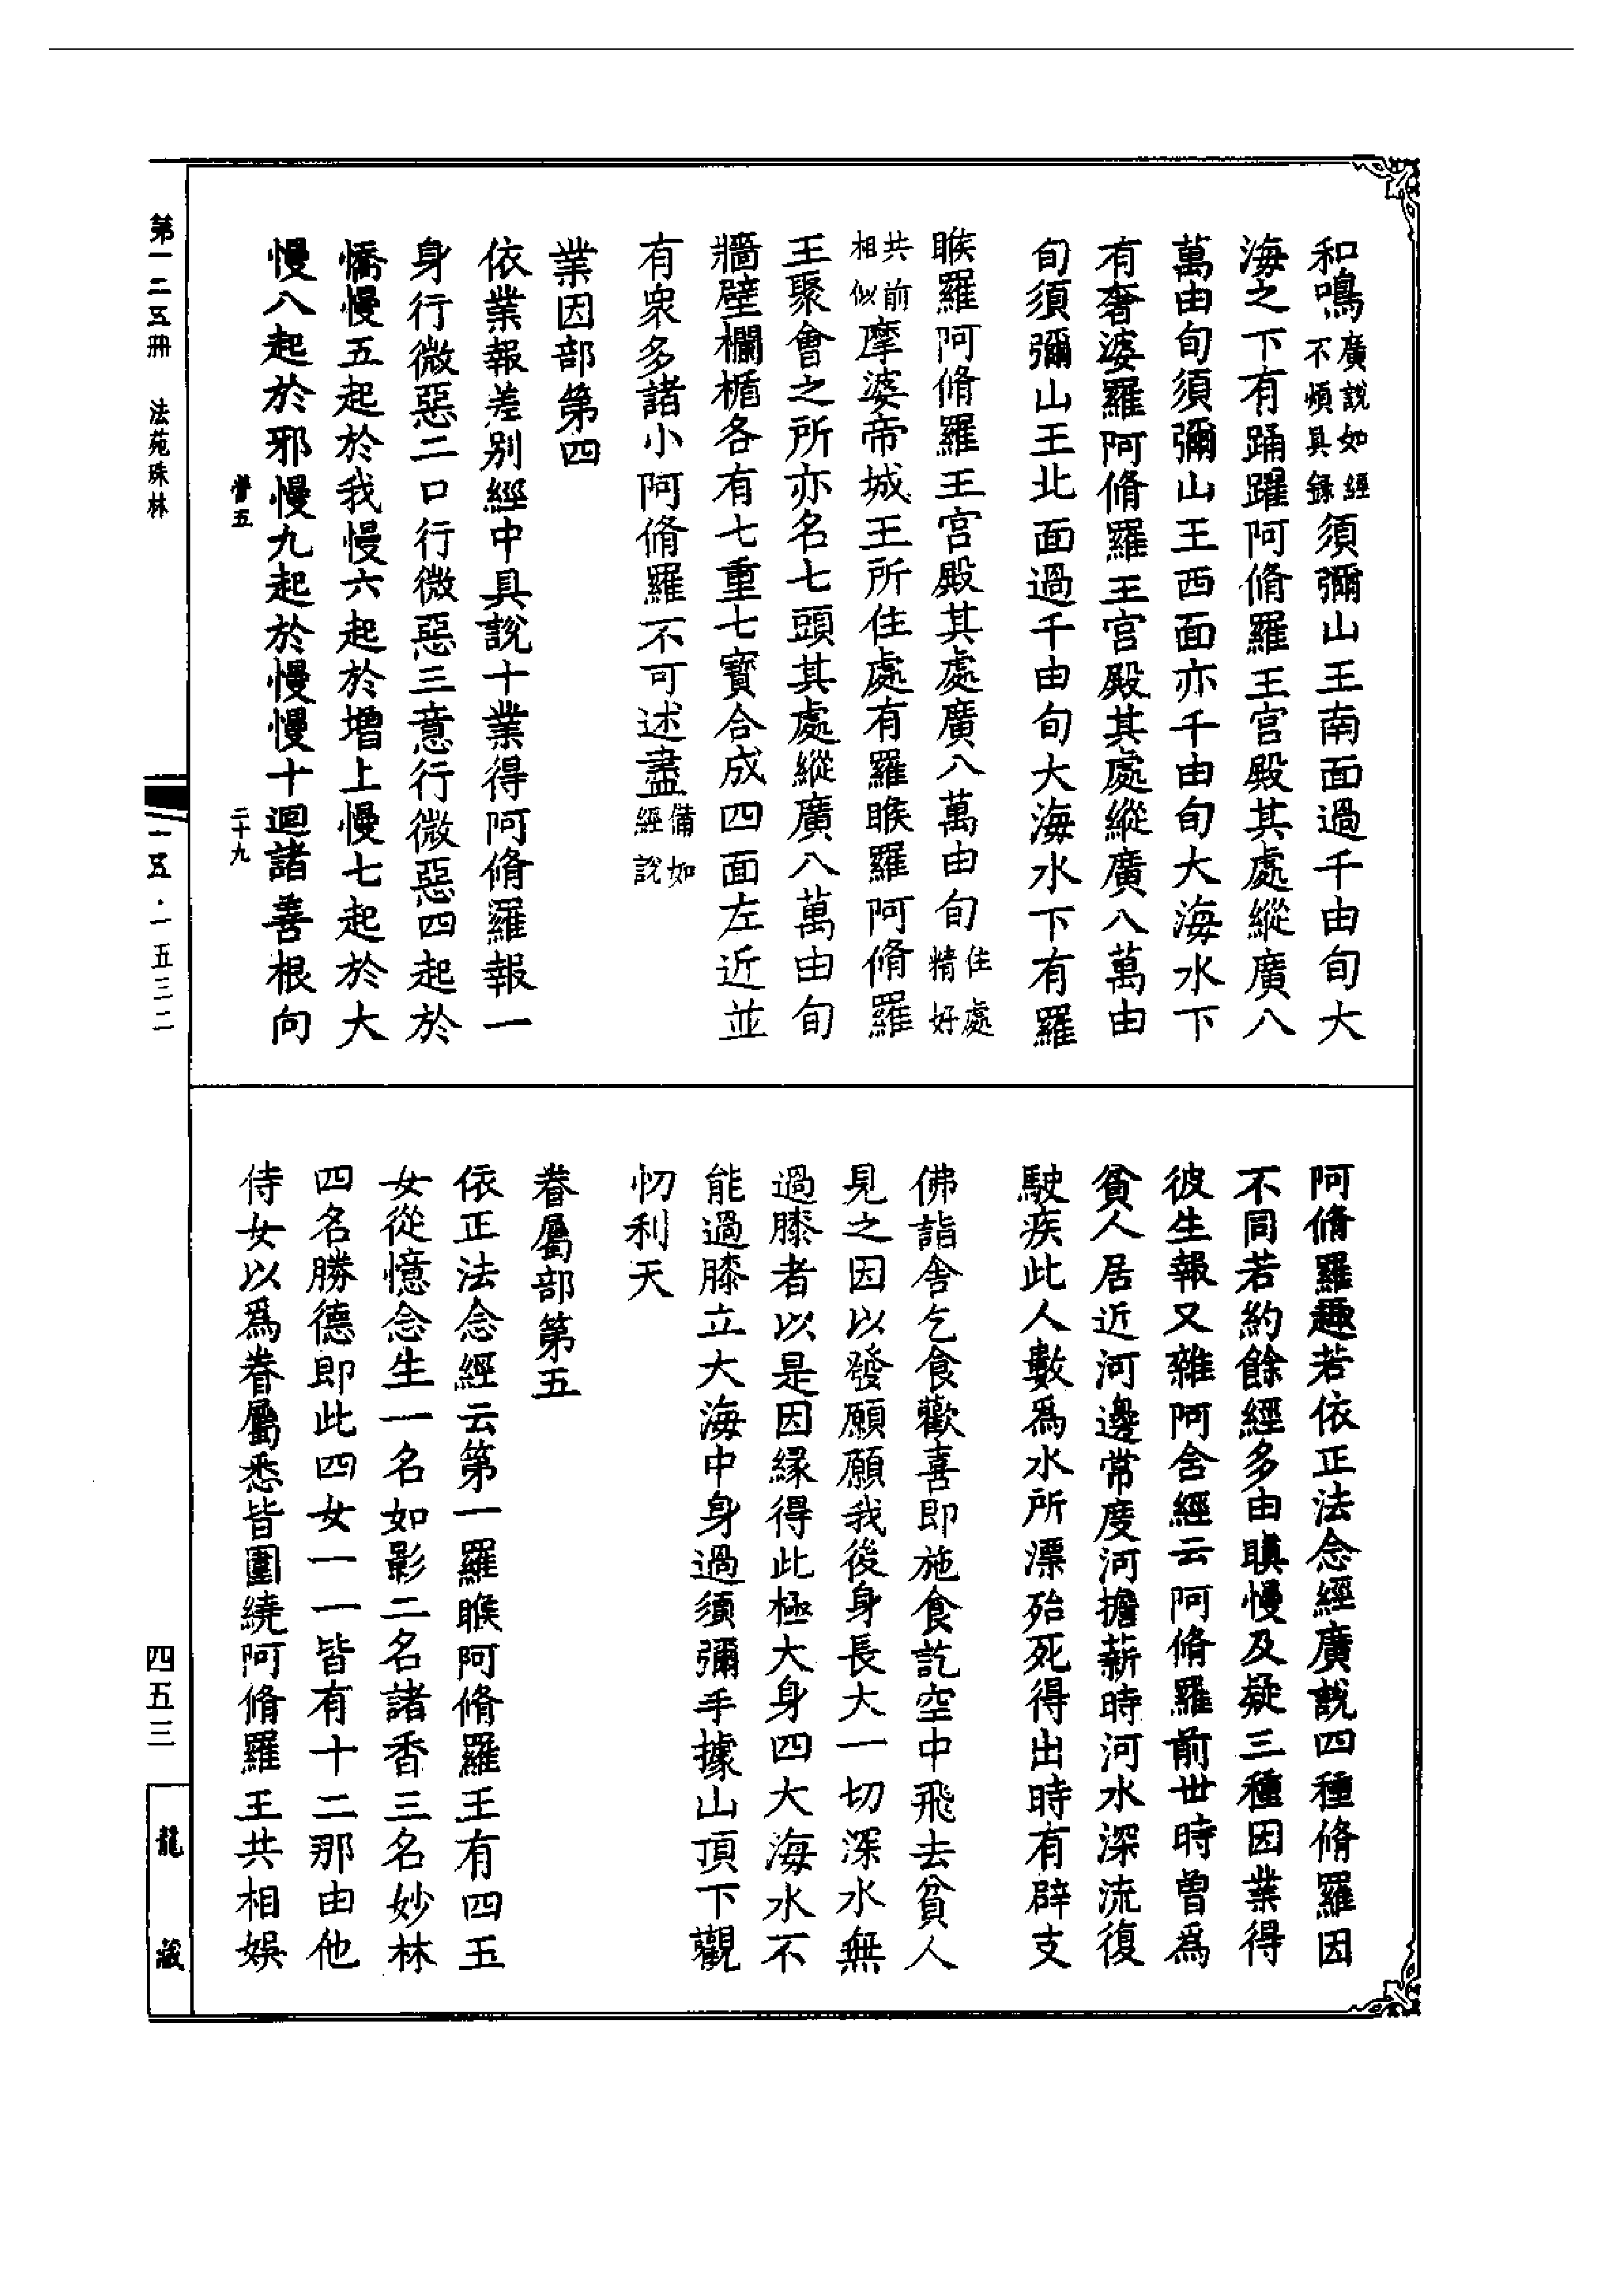 和鳴廣說如經不煩具錄須彌山王南面過千由旬大
海之下有踊躍阿脩羅王宮殿其處縱廣八
萬由旬須彌山王西面亦千由旬大海水下
有奢婆羅阿脩羅王宮殿其處縱廣八萬由
旬須彌山王北面過千由旬大海水下有羅
睺羅阿脩羅王宮殿其處廣八萬由旬住處精好
共前相似摩婆帝城王所住處有羅睺羅阿脩羅
王聚會之所亦名七頭其處縱廣八萬由旬
牆壁欄楯各有七重七寶合成四面左近並
有衆多諸小阿脩羅不可述盡備如經說
業因部第四
依業報差別經中具說十業得阿脩羅報一
身行微惡二口行微惡三意行微惡四起於
憍慢五起於我慢六起於增上慢七起於大
慢八起於邪慢九起於慢慢十迴諸善根向
阿脩羅趣若依正法念經廣說四種脩羅因
不同若約餘經多由瞋慢及疑三種因業得
彼生報又雜阿含經云阿脩羅前世時曾爲
貧人居近河邊常度河擔薪時河水深流復
駛疾此人數爲水所漂殆死得出時有辟支
佛詣舍乞食歡喜即施食訖空中飛去貧人
見之因以發願願我後身長大一切深水無
過膝者以是因緣得此極大身四大海水不
能過膝立大海中身過須彌手據山頂下觀
忉利天
眷屬部第五
依正法念經云第一羅睺阿脩羅王有四五
女從憶念生一名如影二名諸香三名妙林
四名勝德即此四女一一皆有十二那由他
侍女以爲眷屬悉皆圍繞阿脩羅王共相娛
營五
二十九
第一二五冊 法苑珠林
一五·一五三二
四五三
龍藏